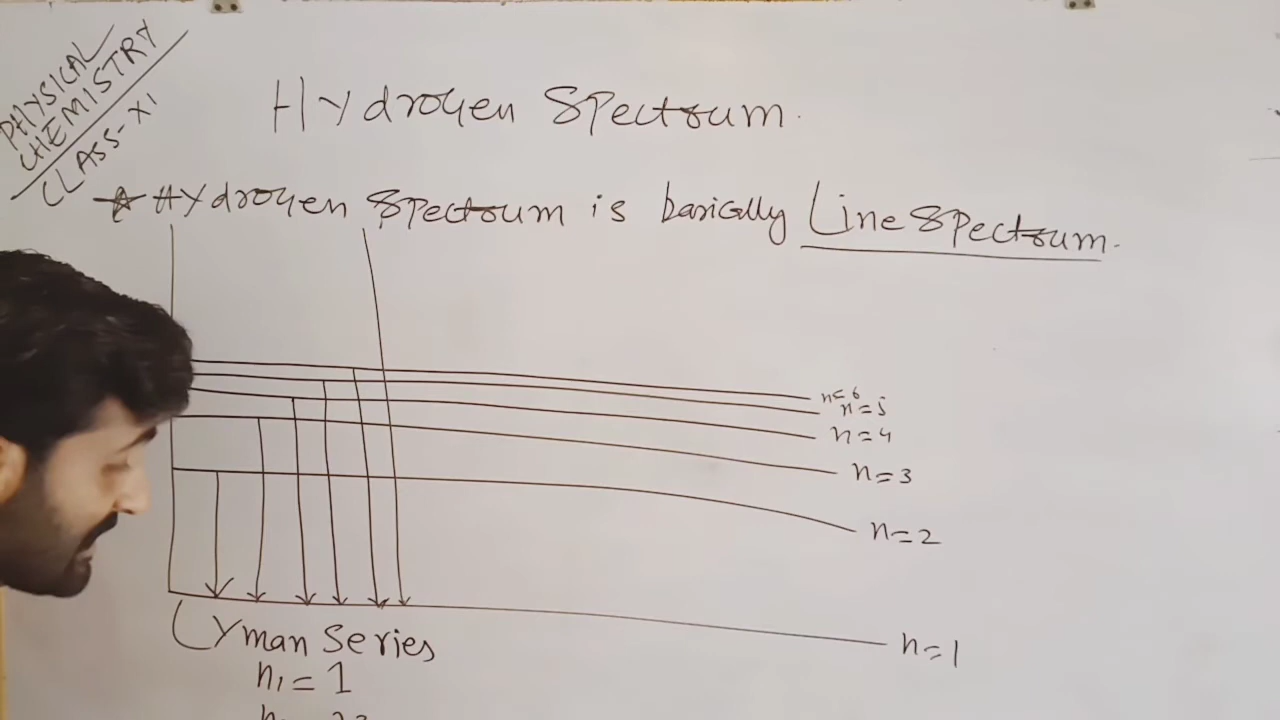 PHYSICAL
CHEMISTRY
CLASS-XI
Hydrogen Spectrum.
Hydrogen Spectrum is basically Line Spectrum.
n=6
n=5
n=4
n=3
n=2
n=1
Lyman Series
n₁=1